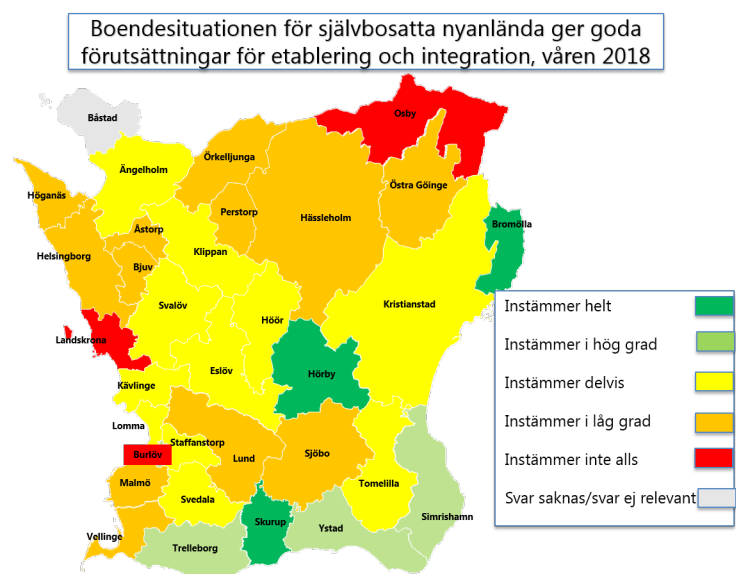 Boendesituationen för självbosatta nyanlända ger goda
förutsättningar för etablering och integration, våren 2018
Båstad
Osby
Örkelljunga
Ängelholm
Östra Göinge
Höganäs
Perstorp
Hässleholm
Bromölla
Åstorp
Klippan
Helsingborg
Bjuv
Kristianstad
Svalöv
Höör
Landskrona
Eslöv
Hörby
Kävlinge
Lomma
Staffanstorp
Burlöv
Lund
Sjöbo
Malmö
Tomelilla
Svedala
Simrishamn
Skurup
Ystad
Vellinge
Trelleborg
Instämmer helt
Instämmer i hög grad
Instämmer delvis
Instämmer i låg grad
Instämmer inte alls
Svar saknas/svar ej relevant